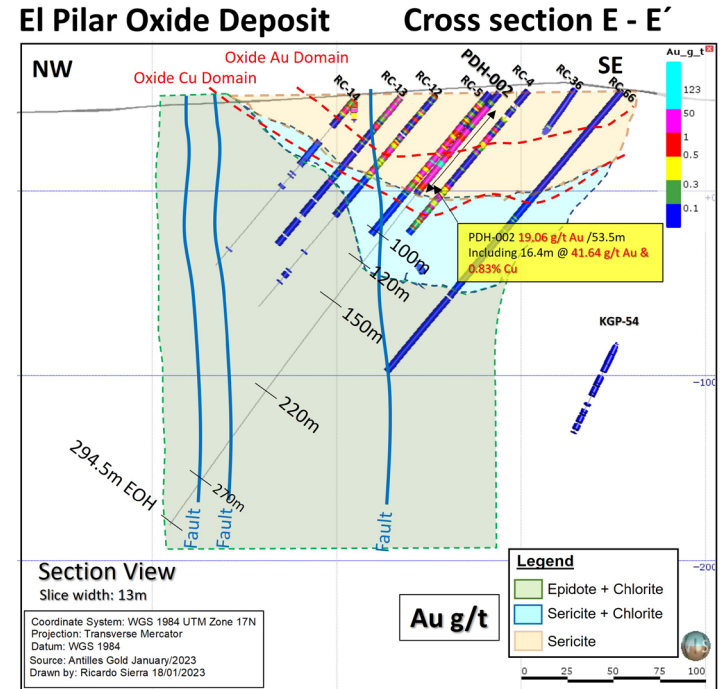 El Pilar Oxide Deposit
Cross section E - E´
NW
Oxide Au Domain
Oxide Cu Domain
RC-14
RC-13
RC-12
RC-5
PDH-002
RC-4
RC-36
SE
RC-66
Au_g_t
123
50
1
0.5
0.3
0.1
+0
PDH-002 19,06 g/t Au /53.5m
Including 16.4m @ 41.64 g/t Au &
0.83% Cu
100m
120m
150m
220m
270m
294.5m EOH
KGP-54
−100
−200
Fault
Fault
Fault
Section View
Slice width: 13m
Coordinate System: WGS 1984 UTM Zone 17N
Projection: Transverse Mercator
Datum: WGS 1984
Source: Antilles Gold January/2023
Drawn by: Ricardo Sierra 18/01/2023
Au g/t
Legend
Epidote + Chlorite
Sericite + Chlorite
Sericite
0 25 50 75 100